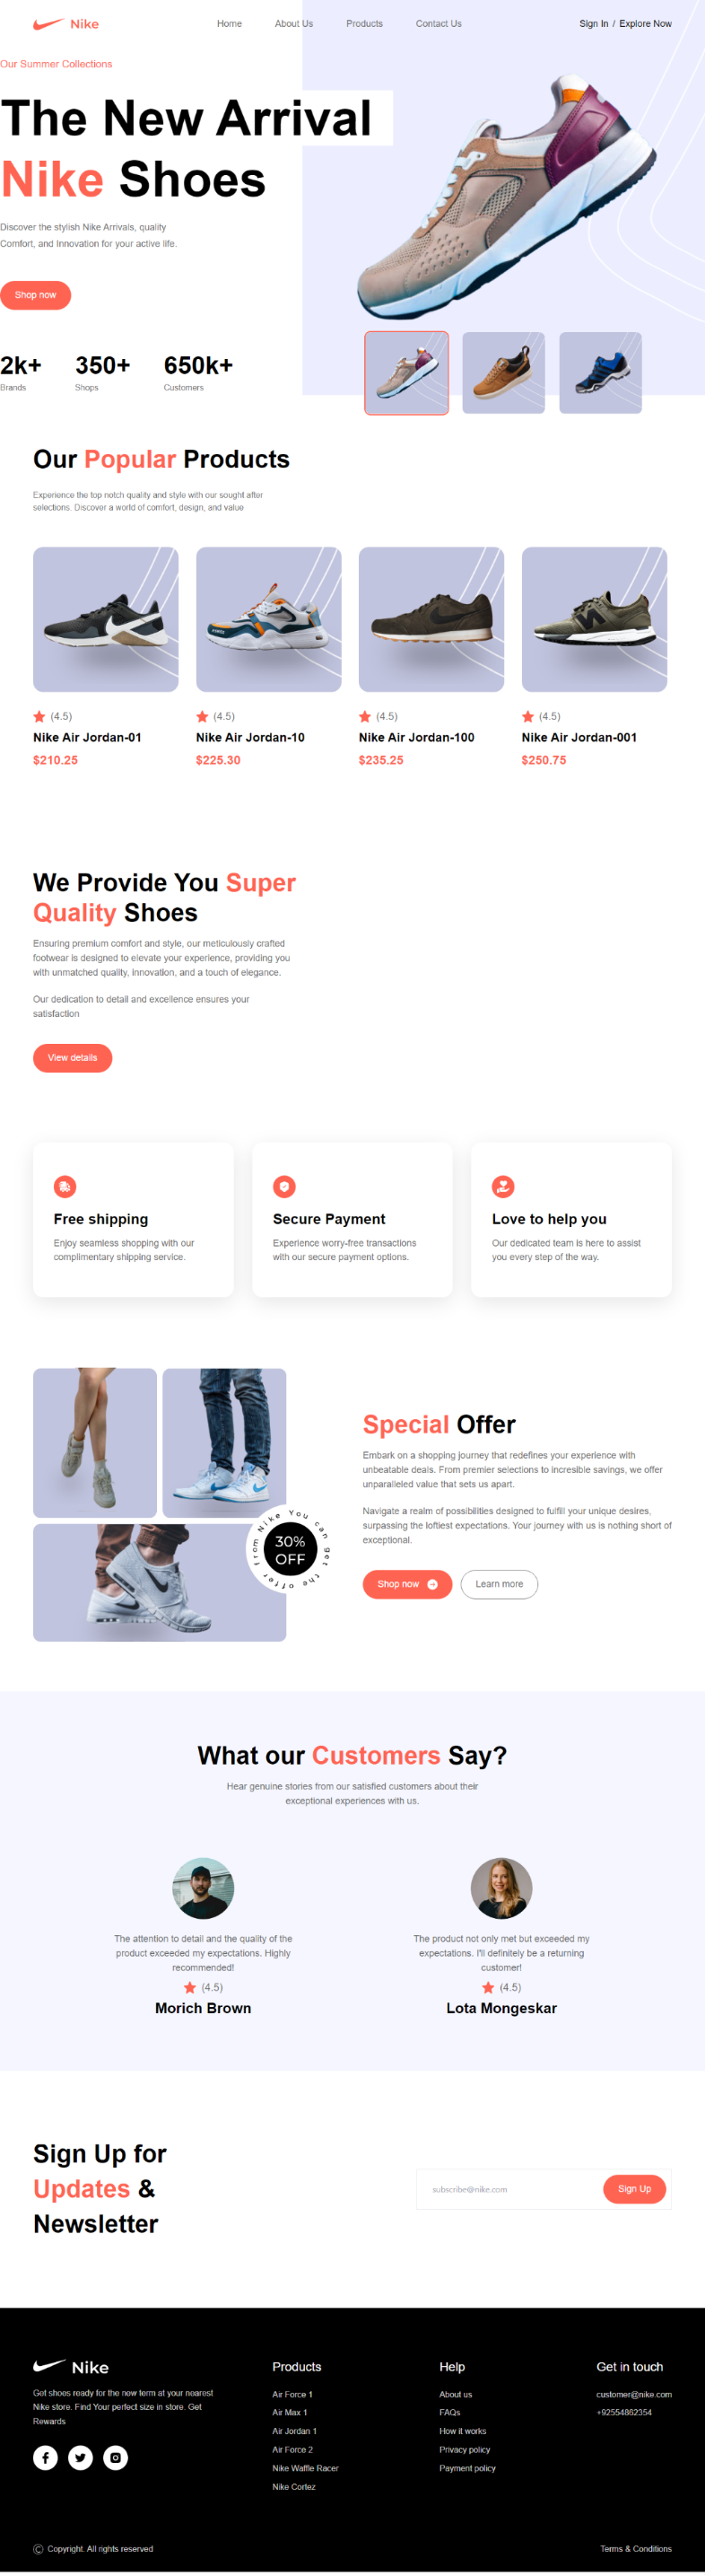 Nike
Home
About Us
Products
Contact Us
Sign In / Explore Now
Our Summer Collections
The New Arrival
Nike Shoes
Discover the stylish Nike Arrivals, quality
Comfort, and Innovation for your active life.
Shop now
2k+
Brands
350+
Shops
650k+
Customers
Our Popular Products
Experience the top notch quality and style with our sought after
selections. Discover a world of comfort, design, and value
(4.5)
Nike Air Jordan-01
$210.25
(4.5)
Nike Air Jordan-10
$225.30
(4.5)
Nike Air Jordan-100
$235.25
(4.5)
Nike Air Jordan-001
$250.75
We Provide You Super
Quality Shoes
Ensuring premium comfort and style, our meticulously crafted
footwear is designed to elevate your experience, providing you
with unmatched quality, innovation, and a touch of elegance.
Our dedication to detail and excellence ensures your
satisfaction
View details
Free shipping
Enjoy seamless shopping with our
complimentary shipping service.
Secure Payment
Experience worry-free transactions
with our secure payment options.
Love to help you
Our dedicated team is here to assist
you every step of the way.
from Nike You can get the offer
30%
OFF
Special Offer
Embark on a shopping journey that redefines your experience with
unbeatable deals. From premier selections to incresible savings, we offer
unparalleled value that sets us apart.
Navigate a realm of possibilities designed to fulfill your unique desires,
surpassing the loftiest expectations. Your journey with us is nothing short of
exceptional.
Shop now
Learn more
What our Customers Say?
Hear genuine stories from our satisfied customers about their
exceptional experiences with us.
The attention to detail and the quality of the
product exceeded my expectations. Highly
recommended!
(4.5)
Morich Brown
The product not only met but exceeded my
expectations. I'll definitely be a returning
customer!
(4.5)
Lota Mongeskar
Sign Up for
Updates &
Newsletter
subscribe@nike.com
Sign Up
Nike
Get shoes ready for the new term at your nearest
Nike store. Find Your perfect size in store. Get
Rewards
Products
Air Force 1
Air Max 1
Air Jordan 1
Air Force 2
Nike Waffle Racer
Nike Cortez
Help
About us
FAQs
How it works
Privacy policy
Payment policy
Get in touch
customer@nike.com
+92554862354
© Copyright. All rights reserved
Terms & Conditions